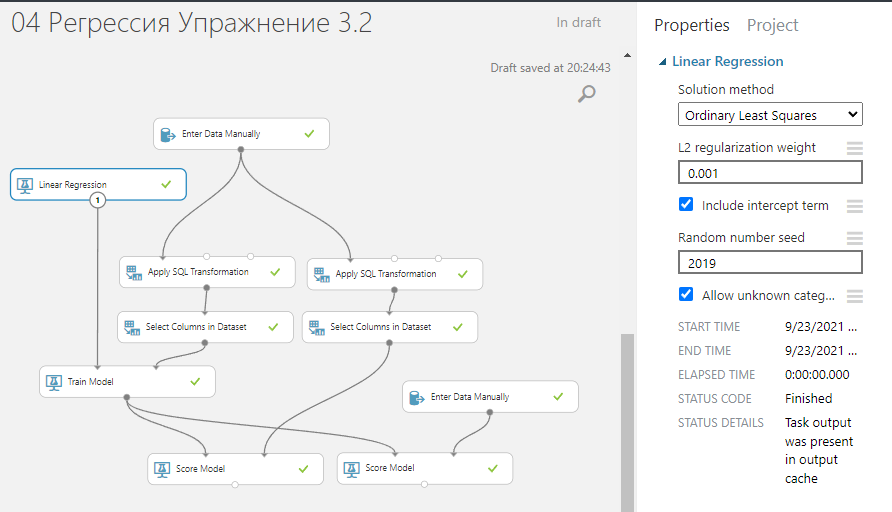 04 Регрессия Упражнение 3.2
In draft
Draft saved at 20:24:43
Enter Data Manually
Linear Regression
1
Apply SQL Transformation
Apply SQL Transformation
Select Columns in Dataset
Select Columns in Dataset
Train Model
Enter Data Manually
Score Model
Score Model
Properties Project
Linear Regression
Solution method
Ordinary Least Squares
L2 regularization weight
0.001
Include intercept term
Random number seed
2019
Allow unknown categ...
START TIME 9/23/2021 ...
END TIME 9/23/2021 ...
ELAPSED TIME 0:00:00.000
STATUS CODE Finished
STATUS DETAILS Task output
was present
in output
cache